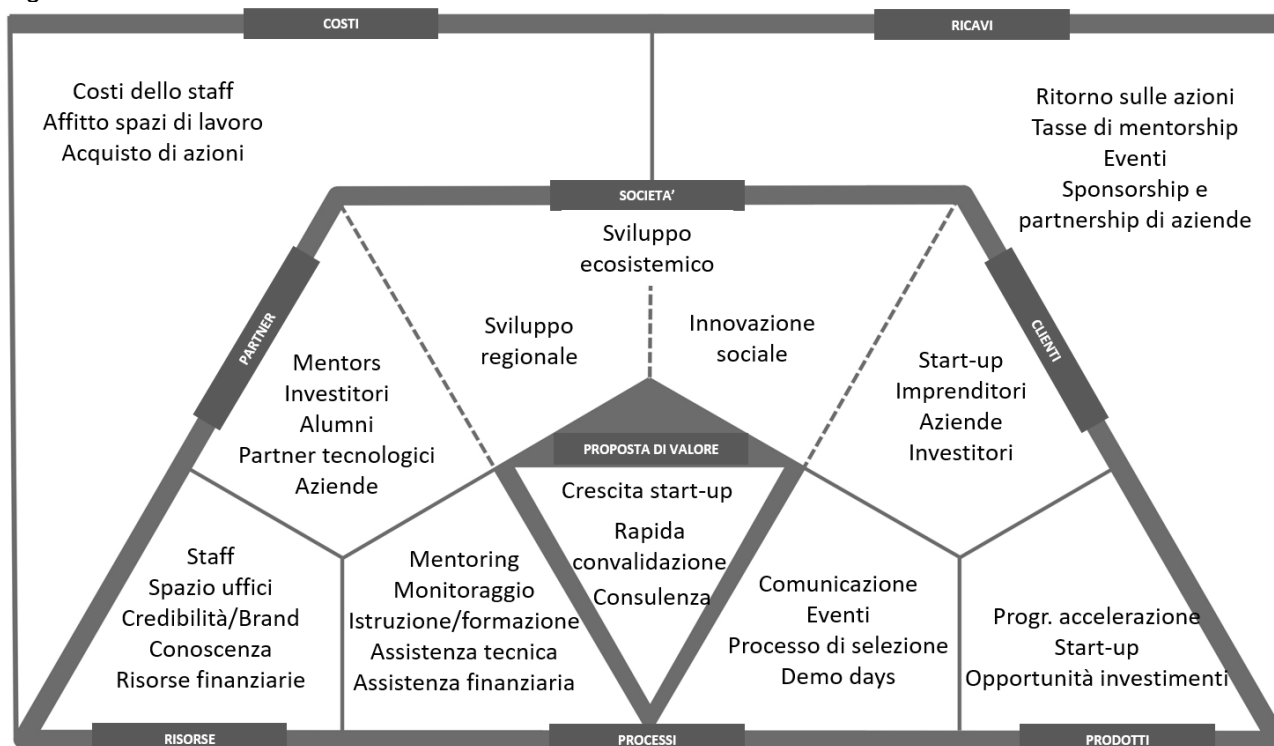 COSTI
RICAVI
Costi dello staff
Affitto spazi di lavoro
Acquisto di azioni
Ritorno sulle azioni
Tasse di mentorship
Eventi
Sponsorship e
partnership di aziende
SOCIETA’
Sviluppo
ecosistemico
Sviluppo
regionale
Innovazione
sociale
PARTNER
Mentors
Investitori
Alumni
Partner tecnologici
Aziende
CLIENTI
Start-up
Imprenditori
Aziende
Investitori
PROPOSTA DI VALORE
Crescita start-up
Rapida
convalidazione
Consulenza
Staff
Spazio uffici
Credibilità/Brand
Conoscenza
Risorse finanziarie
Mentoring
Monitoraggio
Istruzione/formazione
Assistenza tecnica
Assistenza finanziaria
Comunicazione
Eventi
Processo di selezione
Demo days
Progr. accelerazione
Start-up
Opportunità investimenti
RISORSE
PROCESSI
PRODOTTI